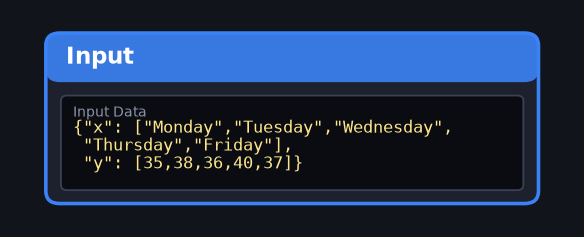 Input
Input Data
{"x": ["Monday","Tuesday","Wednesday",
"Thursday","Friday"],
"y": [35,38,36,40,37]}